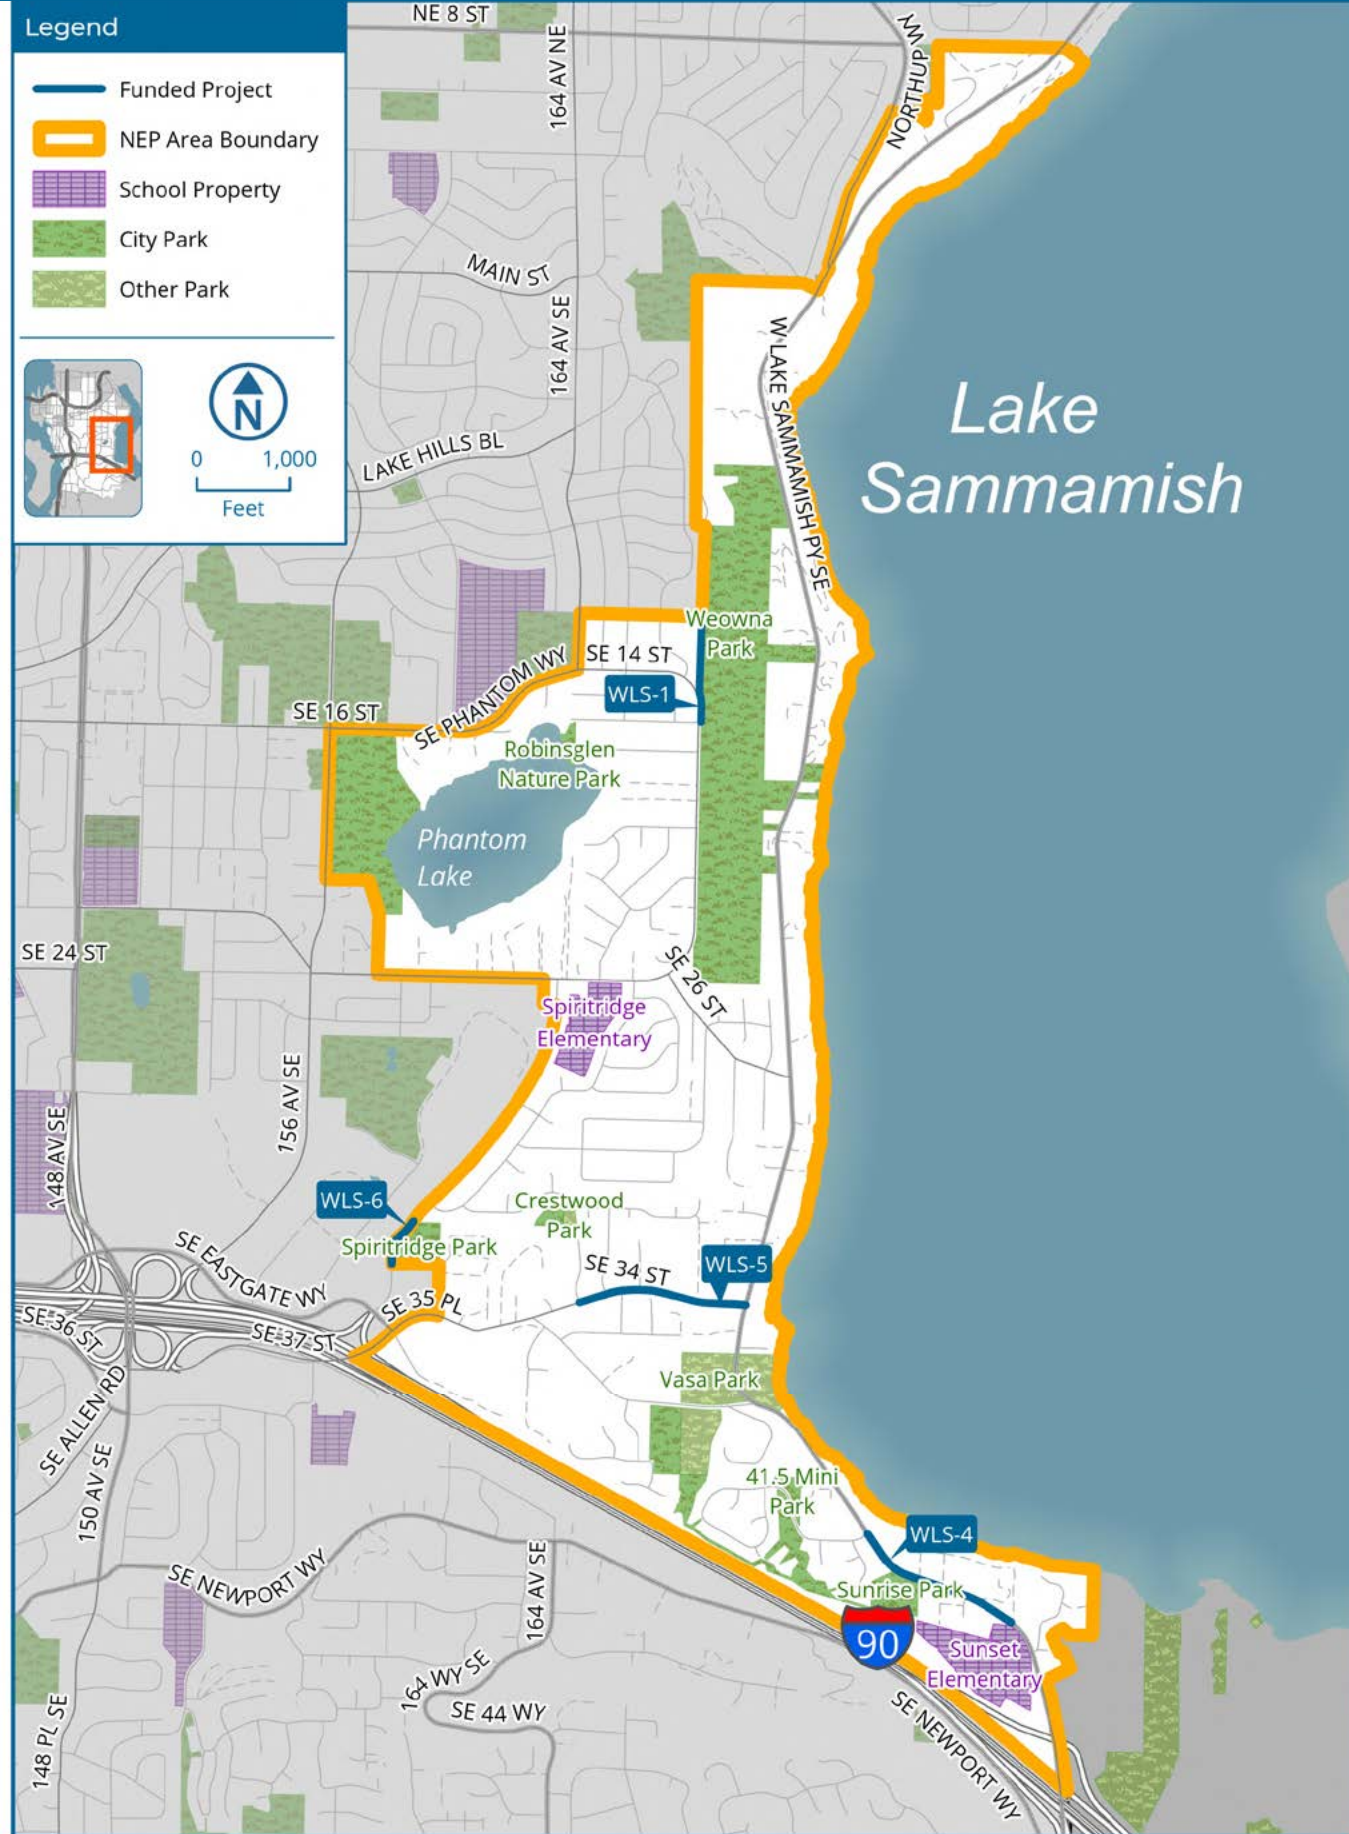 Legend
Funded Project
NEP Area Boundary
School Property
City Park
Other Park
N
0 1,000
Feet
NE 8 ST
164 AV NE
NORTHUP WY
MAIN ST
164 AV SE
W LAKE SAMMAMISH PY SE
Lake
Sammamish
LAKE HILLS BL
Weowna
Park
SE 14 ST
SE PHANTOM WY
WLS-1
SE 16 ST
Robinsglen
Nature Park
Phantom
Lake
SE 24 ST
SE 26 ST
Spiritridge
Elementary
156 AV SE
148 AV SE
WLS-6
Crestwood
Park
Spiritridge Park
SE EASTGATE WY
SE 34 ST
WLS-5
SE 35 PL
SE 36 ST
SE 37 ST
Vasa Park
SE ALLEN RD
150 AV SE
41.5 Mini
Park
WLS-4
SE NEWPORT WY
164 AV SE
Sunrise Park
90
Sunset
Elementary
164 WY SE
SE 44 WY
148 PL SE
SE NEWPORT WY